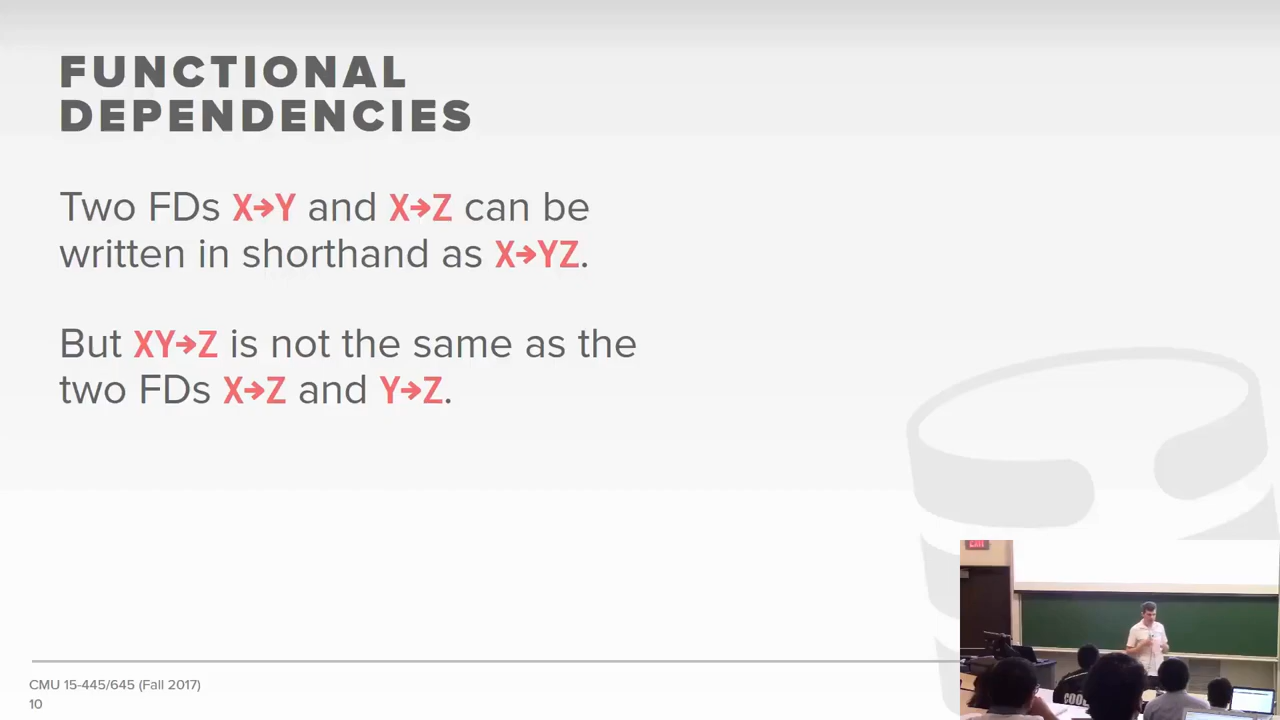 FUNCTIONAL
DEPENDENCIES
Two FDs X→Y and X→Z can be
written in shorthand as X→YZ.
But XY→Z is not the same as the
two FDs X→Z and Y→Z.
CMU 15-445/645 (Fall 2017)
10
EXIT